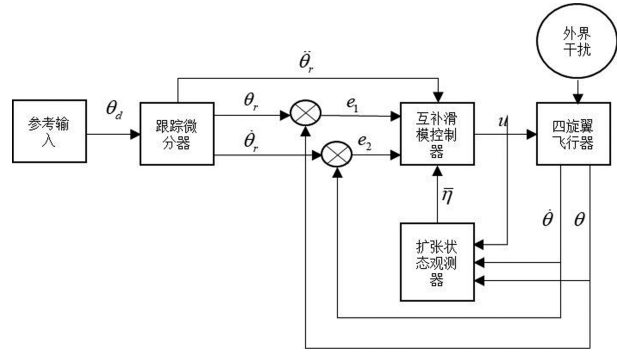 外界
干扰
θ̈r
参考输
入
θd
跟踪微
分器
θr
e1
θ̇r
e2
互补滑
模控制
器
u
四旋翼
飞行器
η̅
θ̇
θ
扩张状
态观测
器